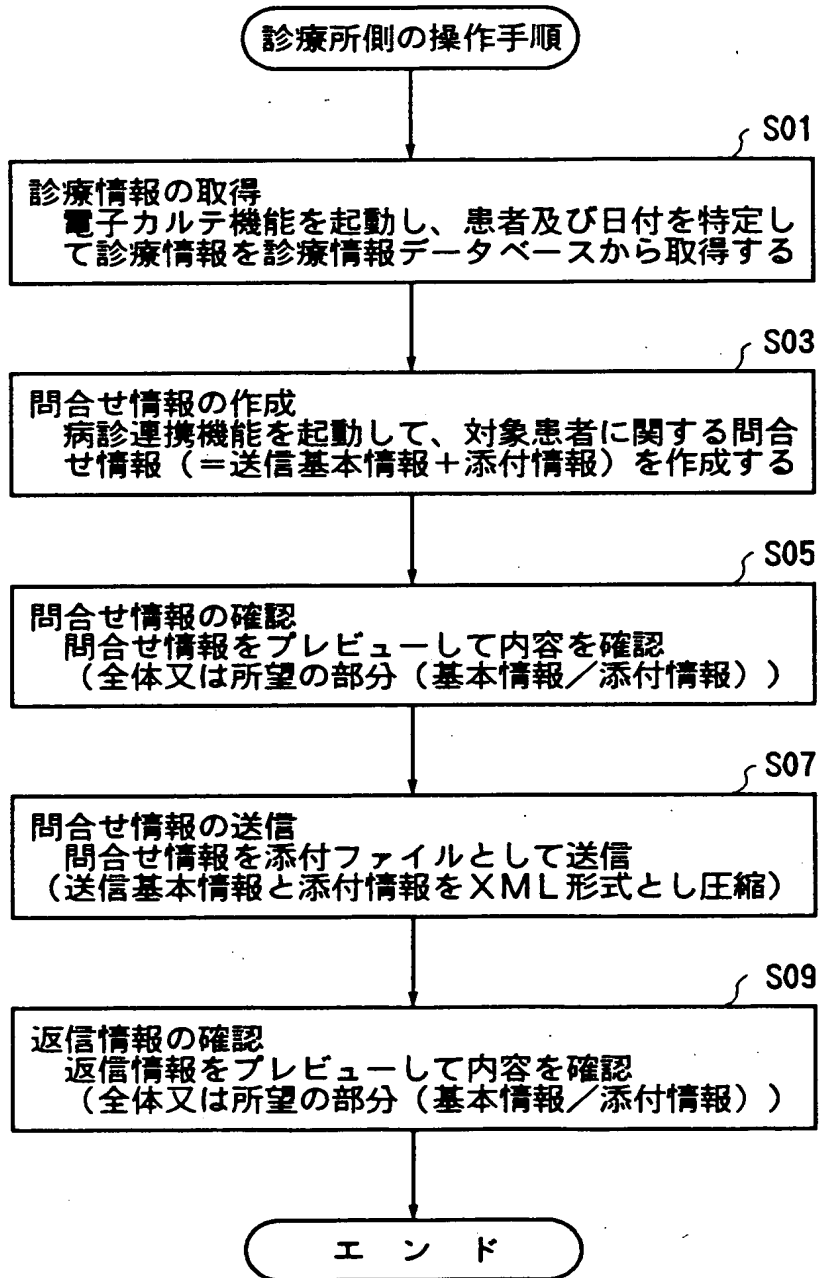 診療所側の操作手順
S01
診療情報の取得
電子カルテ機能を起動し、患者及び日付を特定し
て診療情報を診療情報データベースから取得する
S03
問合せ情報の作成
病診連携機能を起動して、対象患者に関する問合
せ情報（＝送信基本情報＋添付情報）を作成する
S05
問合せ情報の確認
問合せ情報をプレビューして内容を確認
（全体又は所望の部分（基本情報／添付情報））
S07
問合せ情報の送信
問合せ情報を添付ファイルとして送信
（送信基本情報と添付情報をＸＭＬ形式とし圧縮）
S09
返信情報の確認
返信情報をプレビューして内容を確認
（全体又は所望の部分（基本情報／添付情報））
エンド